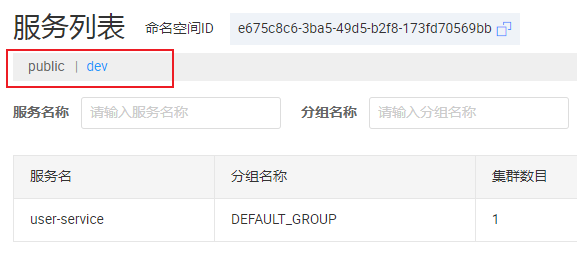 服务列表 命名空间ID e675c8c6-3ba5-49d5-b2f8-173fd70569bb
public | dev
服务名称 请输入服务名称 分组名称 请输入分组名称
服务名 分组名称 集群数目
user-service DEFAULT_GROUP 1